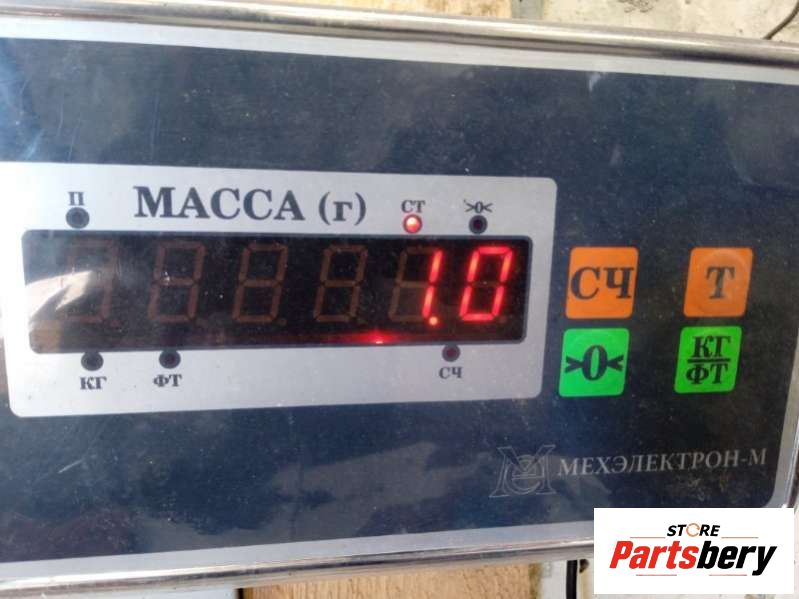 П МАССА (г) СТ >0<
1.0
КГ ФТ СЧ
СЧ Т
>0< КГ/ФТ
МЕХЭЛЕКТРОН-М
STORE
Partsbery